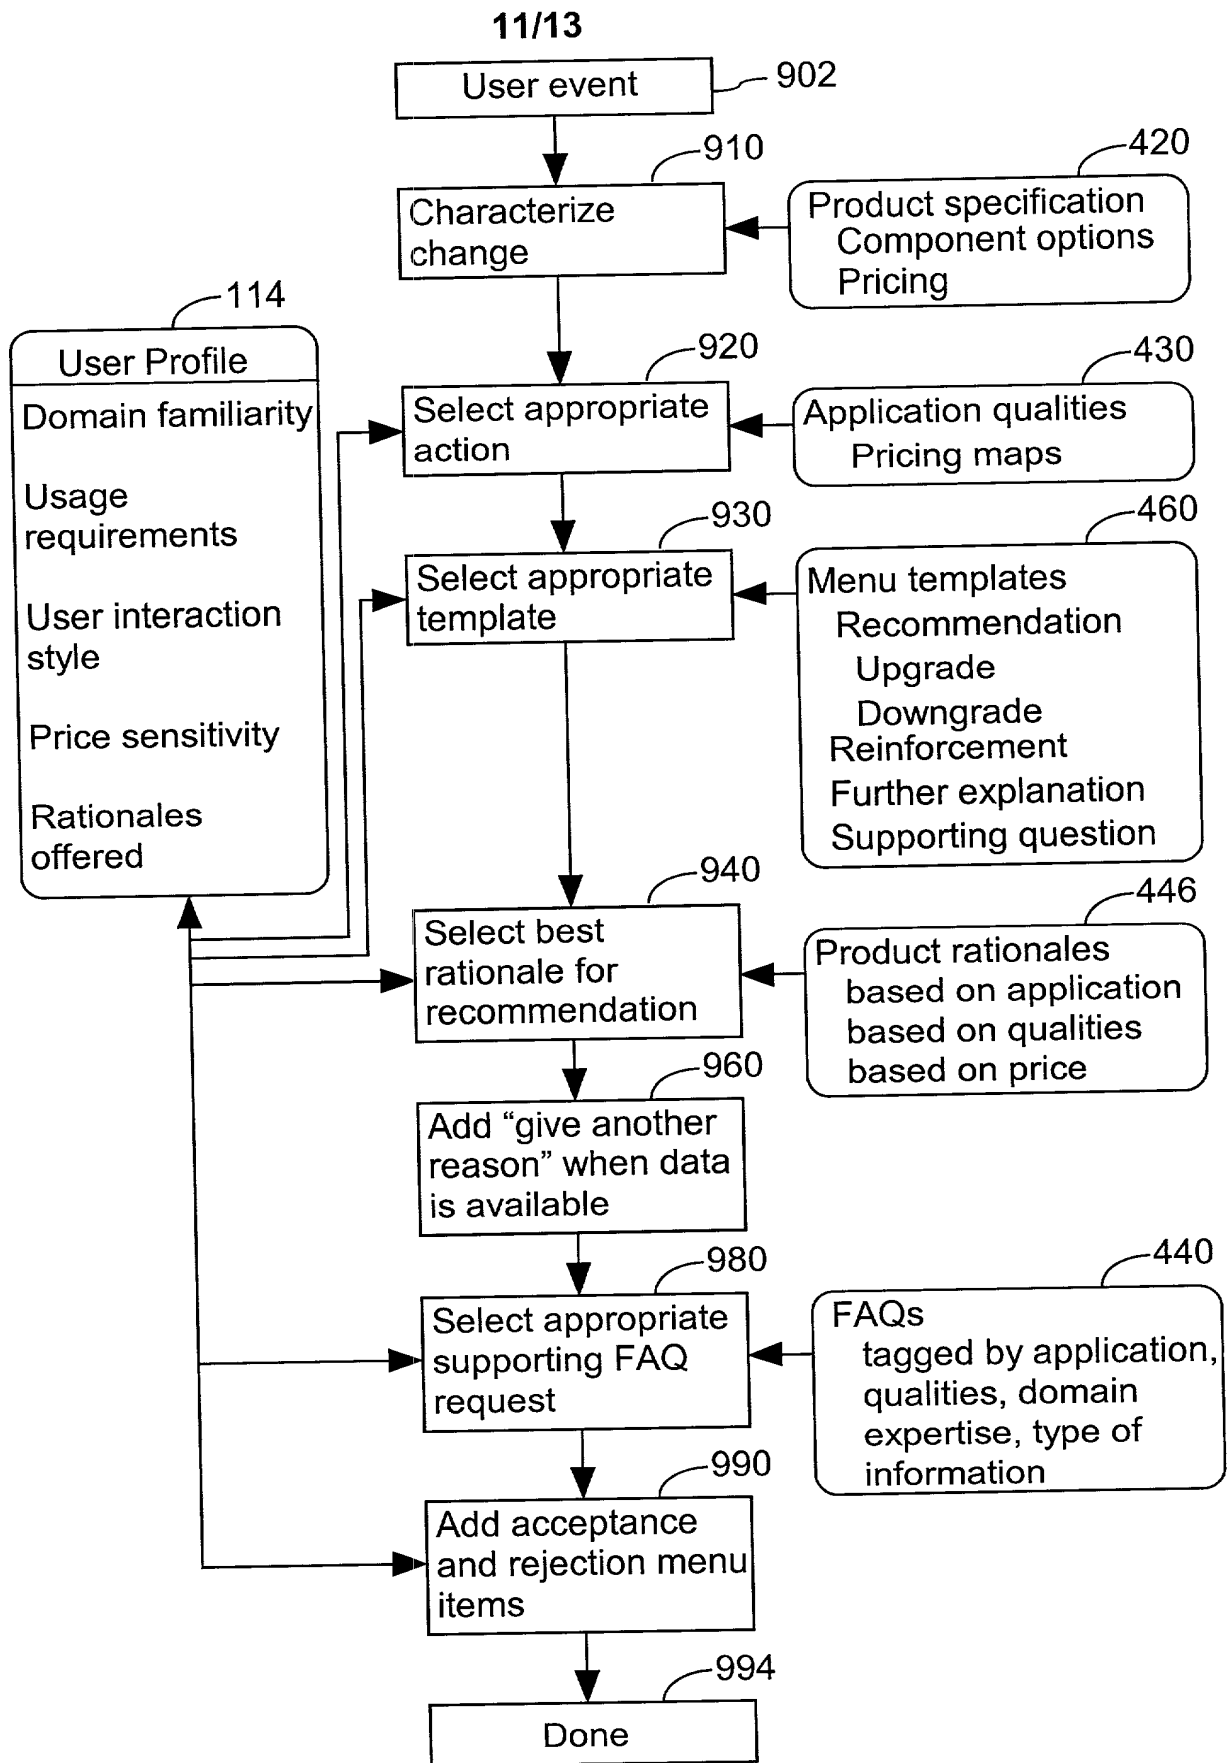 11/13
User event
902
910
Characterize
change
420
Product specification
Component options
Pricing
114
User Profile
Domain familiarity
Usage
requirements
User interaction
style
Price sensitivity
Rationales
offered
920
Select appropriate
action
430
Application qualities
Pricing maps
930
Select appropriate
template
460
Menu templates
Recommendation
Upgrade
Downgrade
Reinforcement
Further explanation
Supporting question
940
Select best
rationale for
recommendation
446
Product rationales
based on application
based on qualities
based on price
960
Add “give another
reason” when data
is available
980
Select appropriate
supporting FAQ
request
440
FAQs
tagged by application,
qualities, domain
expertise, type of
information
990
Add acceptance
and rejection menu
items
994
Done